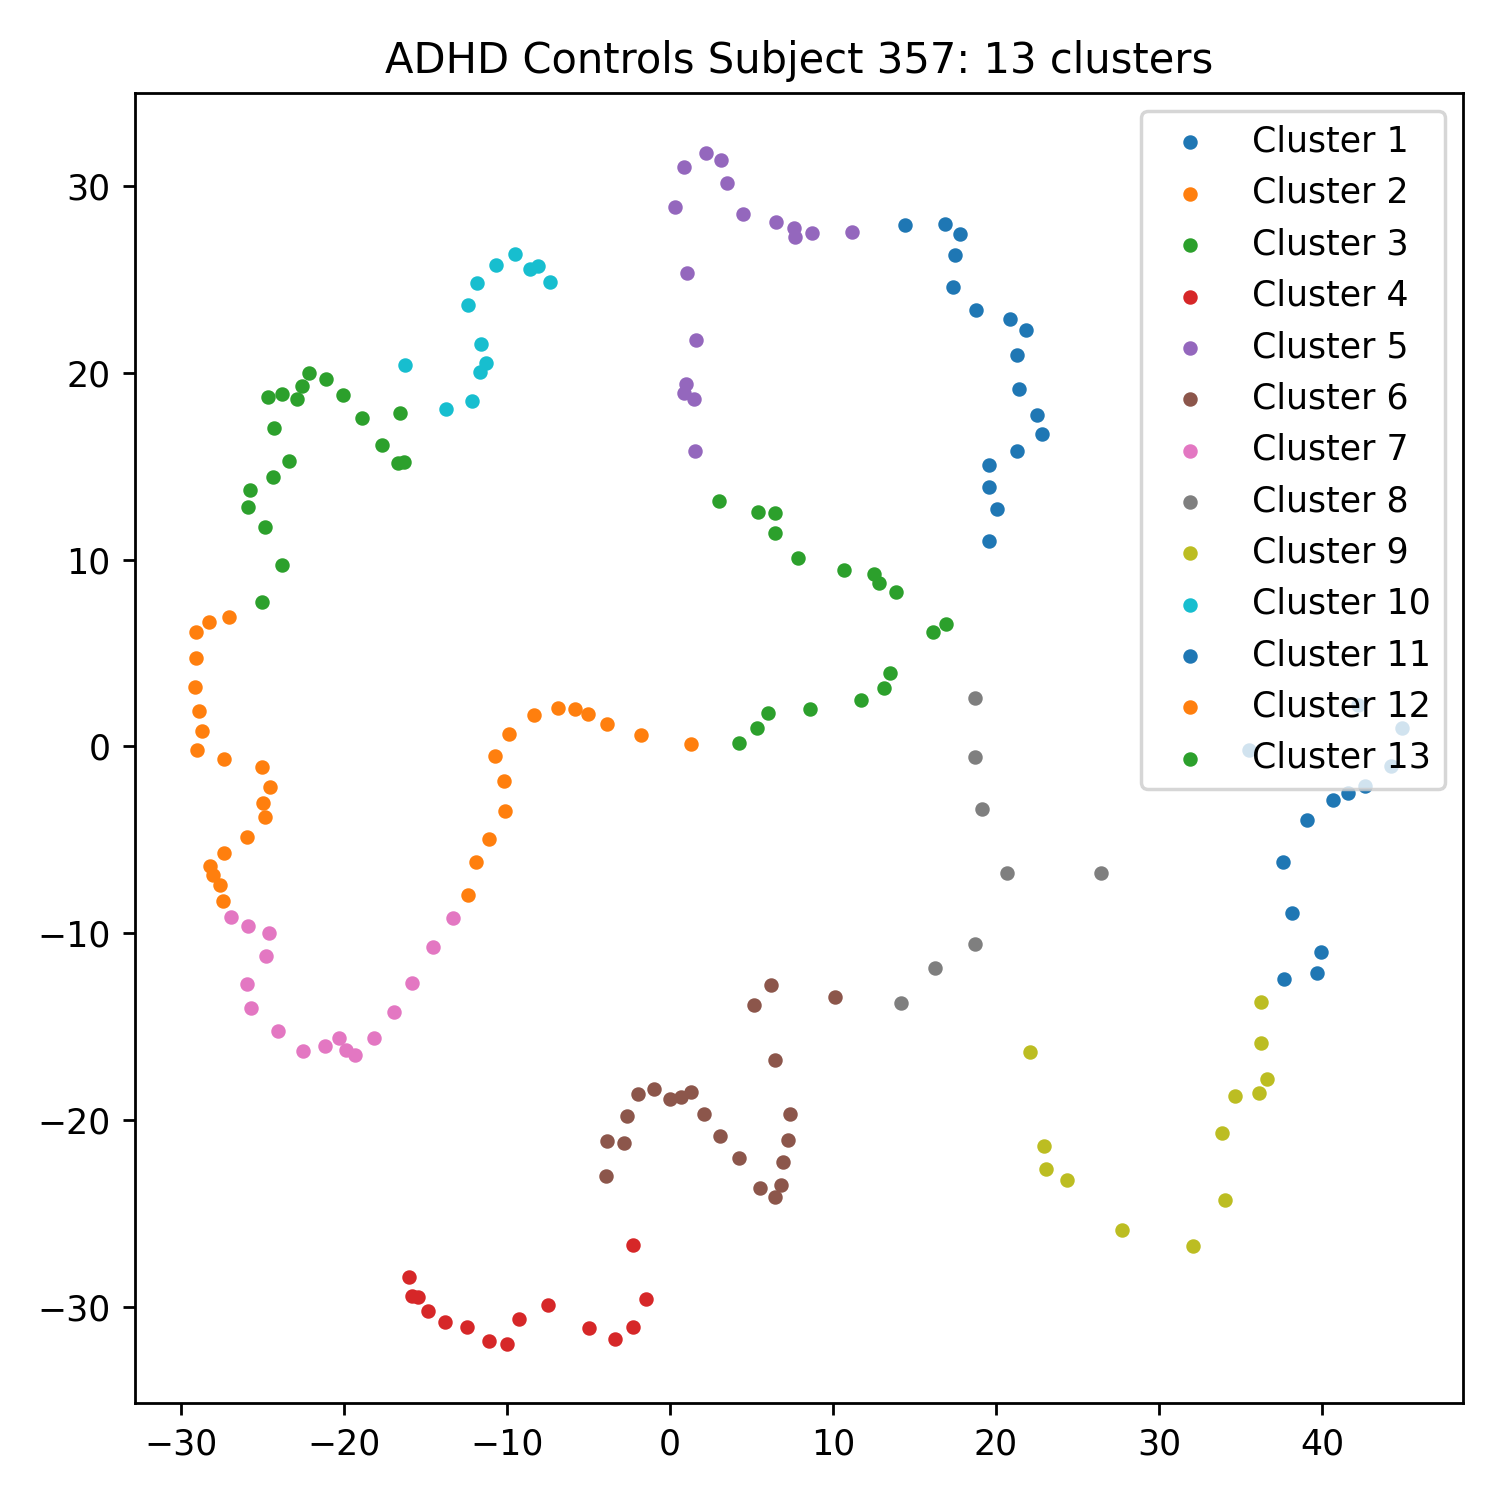 ADHD Controls Subject 357: 13 clusters
Cluster 1
Cluster 2
Cluster 3
Cluster 4
Cluster 5
Cluster 6
Cluster 7
Cluster 8
Cluster 9
Cluster 10
Cluster 11
Cluster 12
Cluster 13
30
20
10
0
−10
−20
−30
−30 −20 −10 0 10 20 30 40